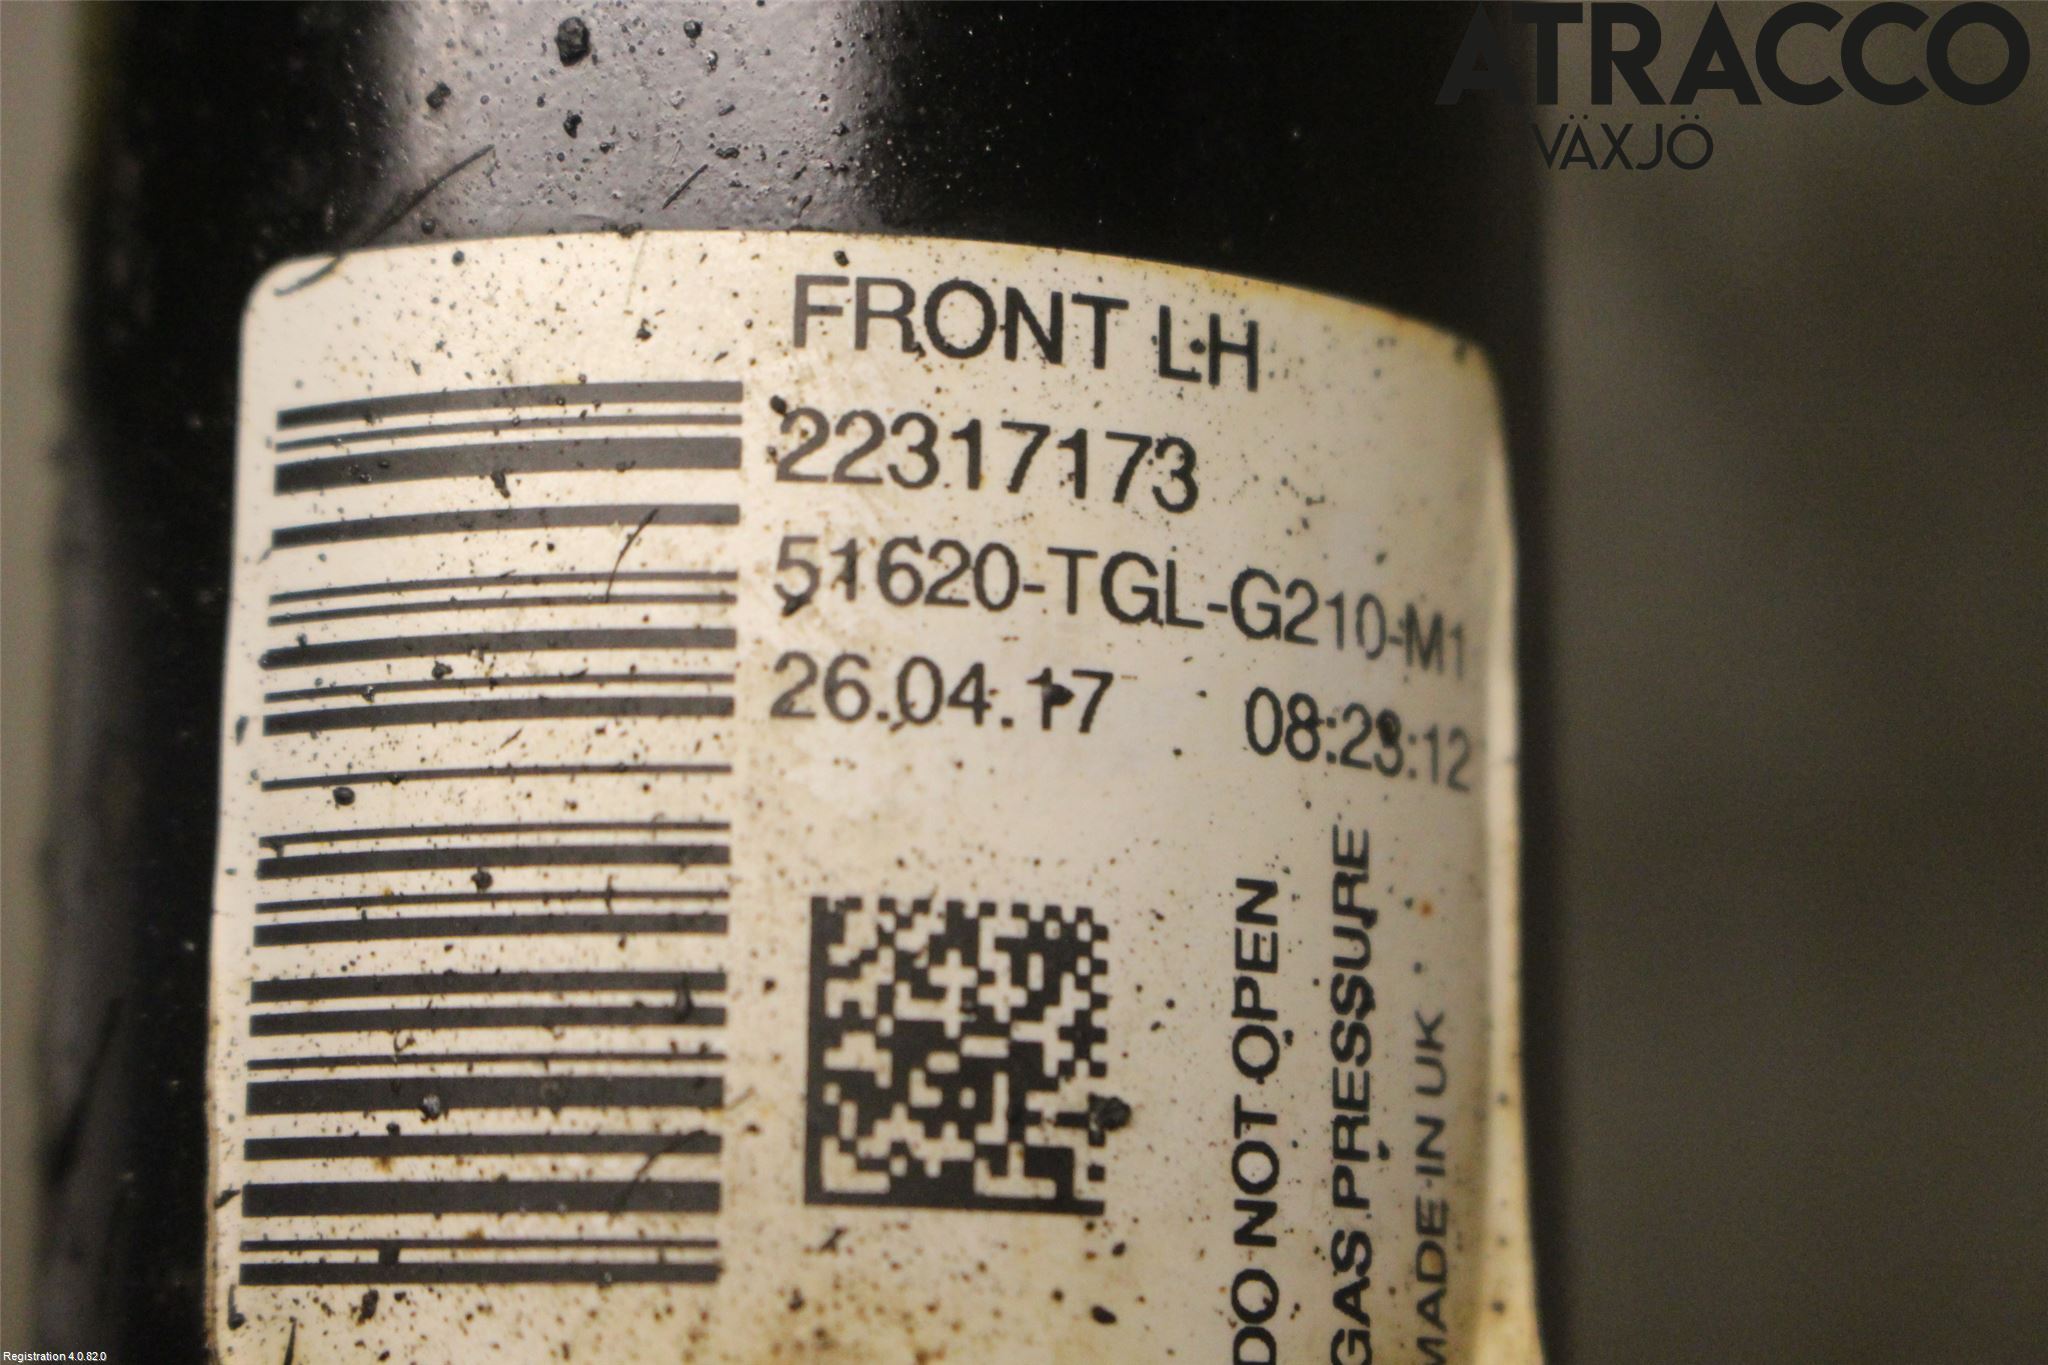 ATRACCO
VÄXJÖ
FRONT LH
22317173
51620-TGL-G210-M1
26.04.17 08:23:12
DO NOT OPEN
GAS PRESSURE
MADE IN UK
Registration 4.0.82.0